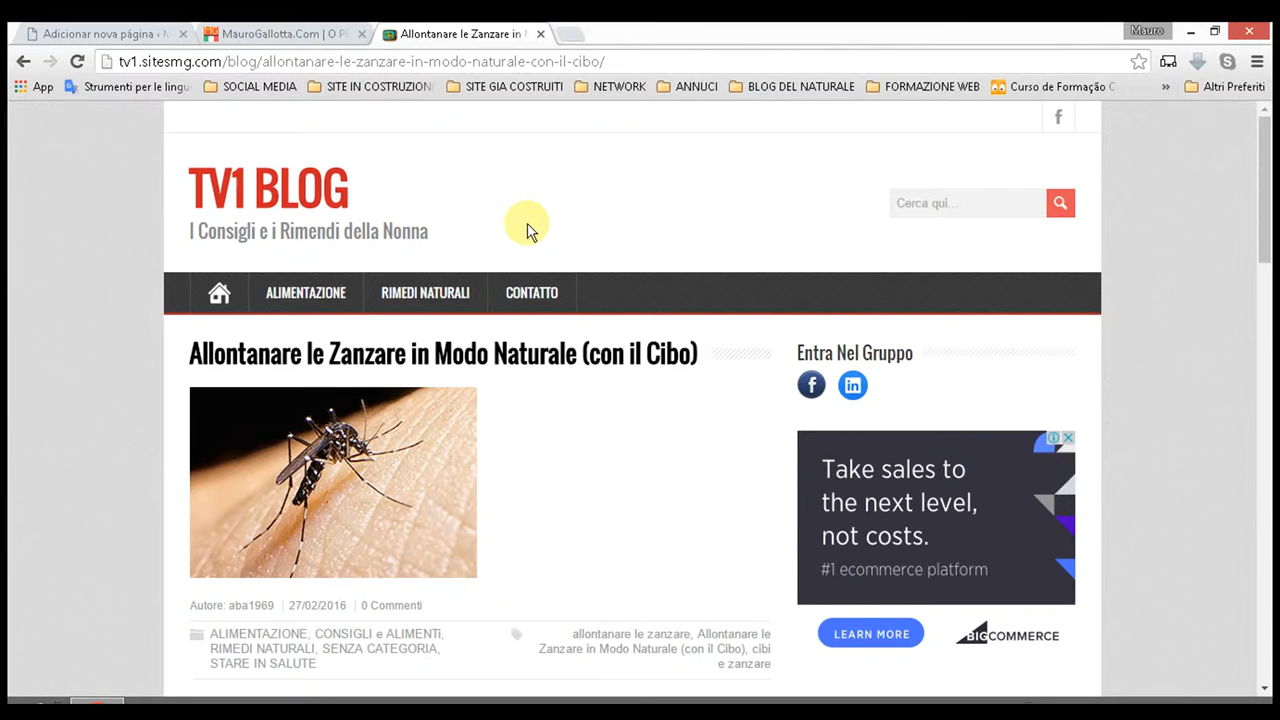 Adicionar nova página ‹ M
MauroGallotta.Com | O Pl
Allontanare le Zanzare in
Mauro
tv1.sitesmg.com/blog/allontanare-le-zanzare-in-modo-naturale-con-il-cibo/
App
Strumenti per le lingu
SOCIAL MEDIA
SITE IN COSTRUZION
SITE GIA COSTRUITI
NETWORK
ANNUCI
BLOG DEL NATURALE
FORMAZIONE WEB
Curso de Formação
»
Altri Preferiti
TV1 BLOG
I Consigli e i Rimendi della Nonna
Cerca qui...
ALIMENTAZIONE
RIMEDI NATURALI
CONTATTO
Allontanare le Zanzare in Modo Naturale (con il Cibo)
Autore: aba1969 | 27/02/2016 | 0 Commenti
ALIMENTAZIONE, CONSIGLI e ALIMENTi,
RIMEDI NATURALI, SENZA CATEGORIA,
STARE IN SALUTE
allontanare le zanzare, Allontanare le
Zanzare in Modo Naturale (con il Cibo), cibi
e zanzare
Entra Nel Gruppo
Take sales to
the next level,
not costs.
#1 ecommerce platform
LEARN MORE
BIGCOMMERCE